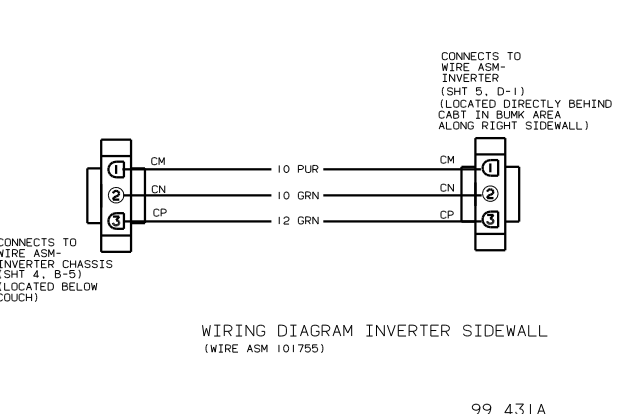 CONNECTS TO
WIRE ASM-
INVERTER
(SHT 5, D-1)
(LOCATED DIRECTLY BEHIND
CABT IN BUMK AREA
ALONG RIGHT SIDEWALL)
1 CM 10 PUR CM 1
2 CN 10 GRN CN 2
3 CP 12 GRN CP 3
CONNECTS TO
WIRE ASM-
INVERTER CHASSIS
(SHT 4, B-5)
(LOCATED BELOW
COUCH)
WIRING DIAGRAM INVERTER SIDEWALL
(WIRE ASM 101755)
99 431A